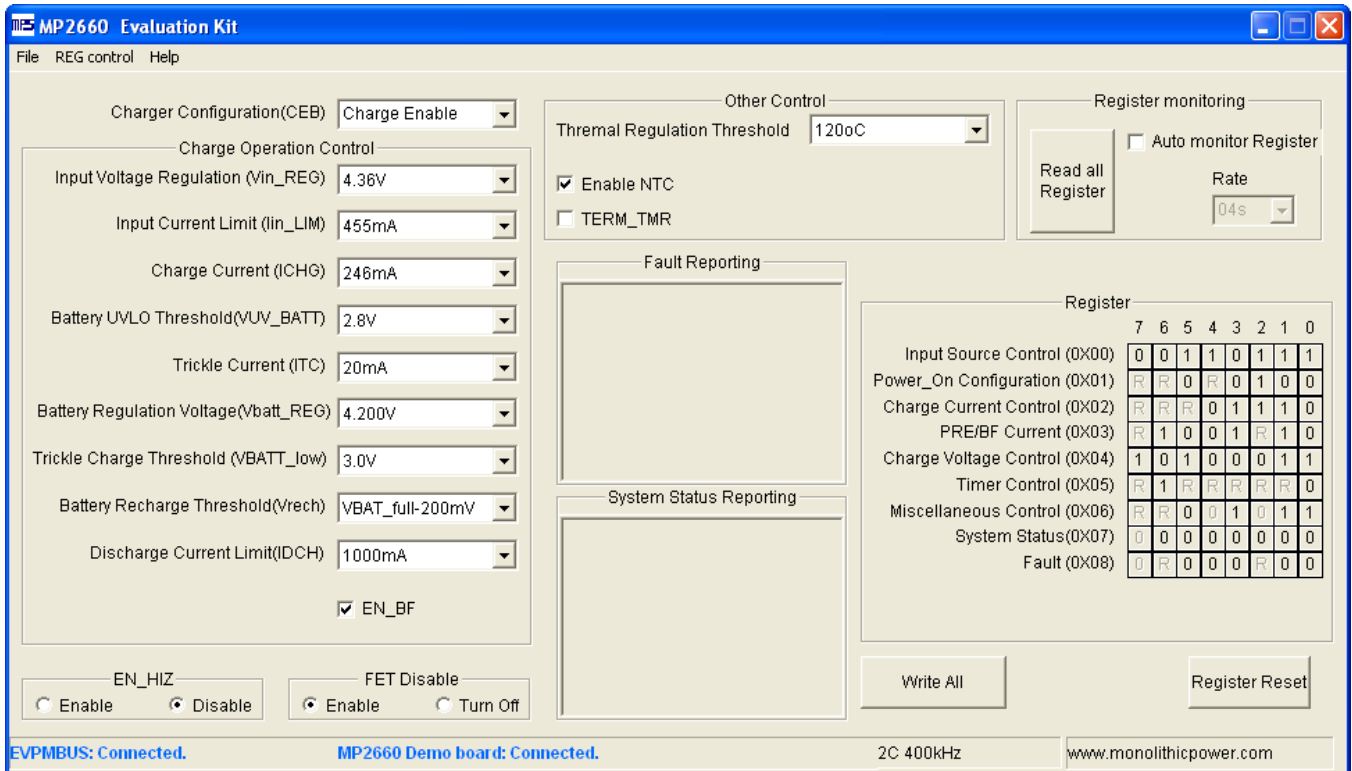 MPS MP2660 Evaluation Kit
File REG control Help
Charger Configuration(CEB) Charge Enable
Charge Operation Control
Input Voltage Regulation (Vin_REG) 4.36V
Input Current Limit (Iin_LIM) 455mA
Charge Current (ICHG) 246mA
Battery UVLO Threshold(VUV_BATT) 2.8V
Trickle Current (ITC) 20mA
Battery Regulation Voltage(Vbatt_REG) 4.200V
Trickle Charge Threshold (VBATT_low) 3.0V
Battery Recharge Threshold(Vrech) VBAT_full-200mV
Discharge Current Limit(IDCH) 1000mA
EN_BF
EN_HIZ
Enable Disable
FET Disable
Enable Turn Off
Other Control
Thremal Regulation Threshold 120oC
Enable NTC
TERM_TMR
Fault Reporting
System Status Reporting
Register monitoring
Read all
Register
Auto monitor Register
Rate
04s
Register
7 6 5 4 3 2 1 0
Input Source Control (0X00) 0 0 1 1 0 1 1 1
Power_On Configuration (0X01) R R 0 R 0 1 0 0
Charge Current Control (0X02) R R R 0 1 1 1 0
PRE/BF Current (0X03) R 1 0 0 1 R 1 0
Charge Voltage Control (0X04) 1 0 1 0 0 0 1 1
Timer Control (0X05) R 1 R R R R R 0
Miscellaneous Control (0X06) R R 0 0 1 0 1 1
System Status(0X07) 0 0 0 0 0 0 0 0
Fault (0X08) 0 R 0 0 0 R 0 0
Write All
Register Reset
EVPMBUS: Connected. MP2660 Demo board: Connected. 2C 400kHz www.monolithicpower.com